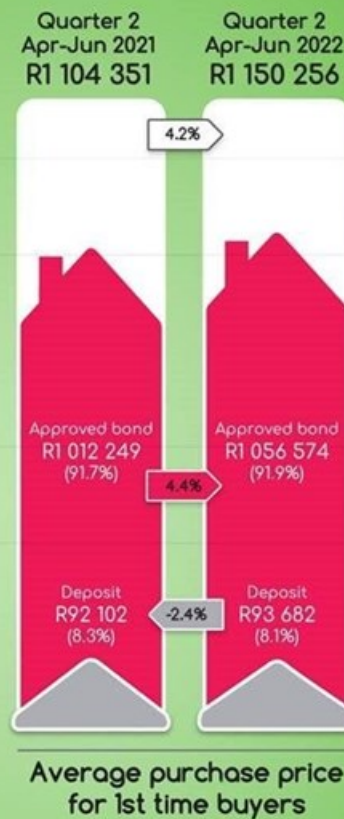 Quarter 2
Apr-Jun 2021
R1 104 351
Quarter 2
Apr-Jun 2022
R1 150 256
4.2%
Approved bond
R1 012 249
(91.7%)
Approved bond
R1 056 574
(91.9%)
4.4%
Deposit
R92 102
(8.3%)
-2.4%
Deposit
R93 682
(8.1%)
Average purchase price
for 1st time buyers